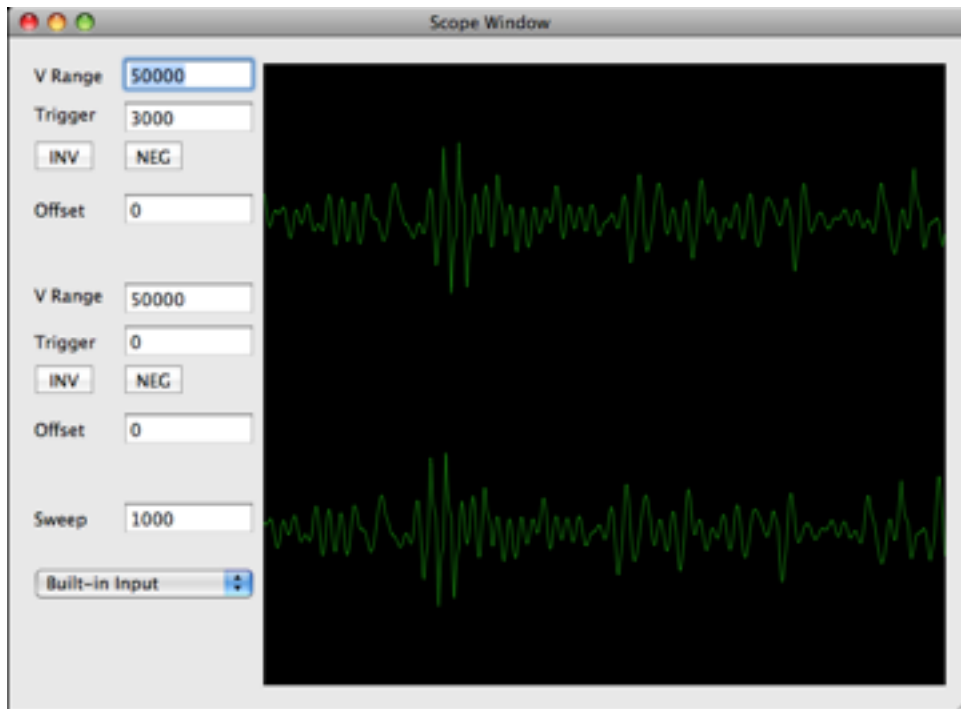 Scope Window
V Range 50000
Trigger 3000
INV NEG
Offset 0
V Range 50000
Trigger 0
INV NEG
Offset 0
Sweep 1000
Built-in Input